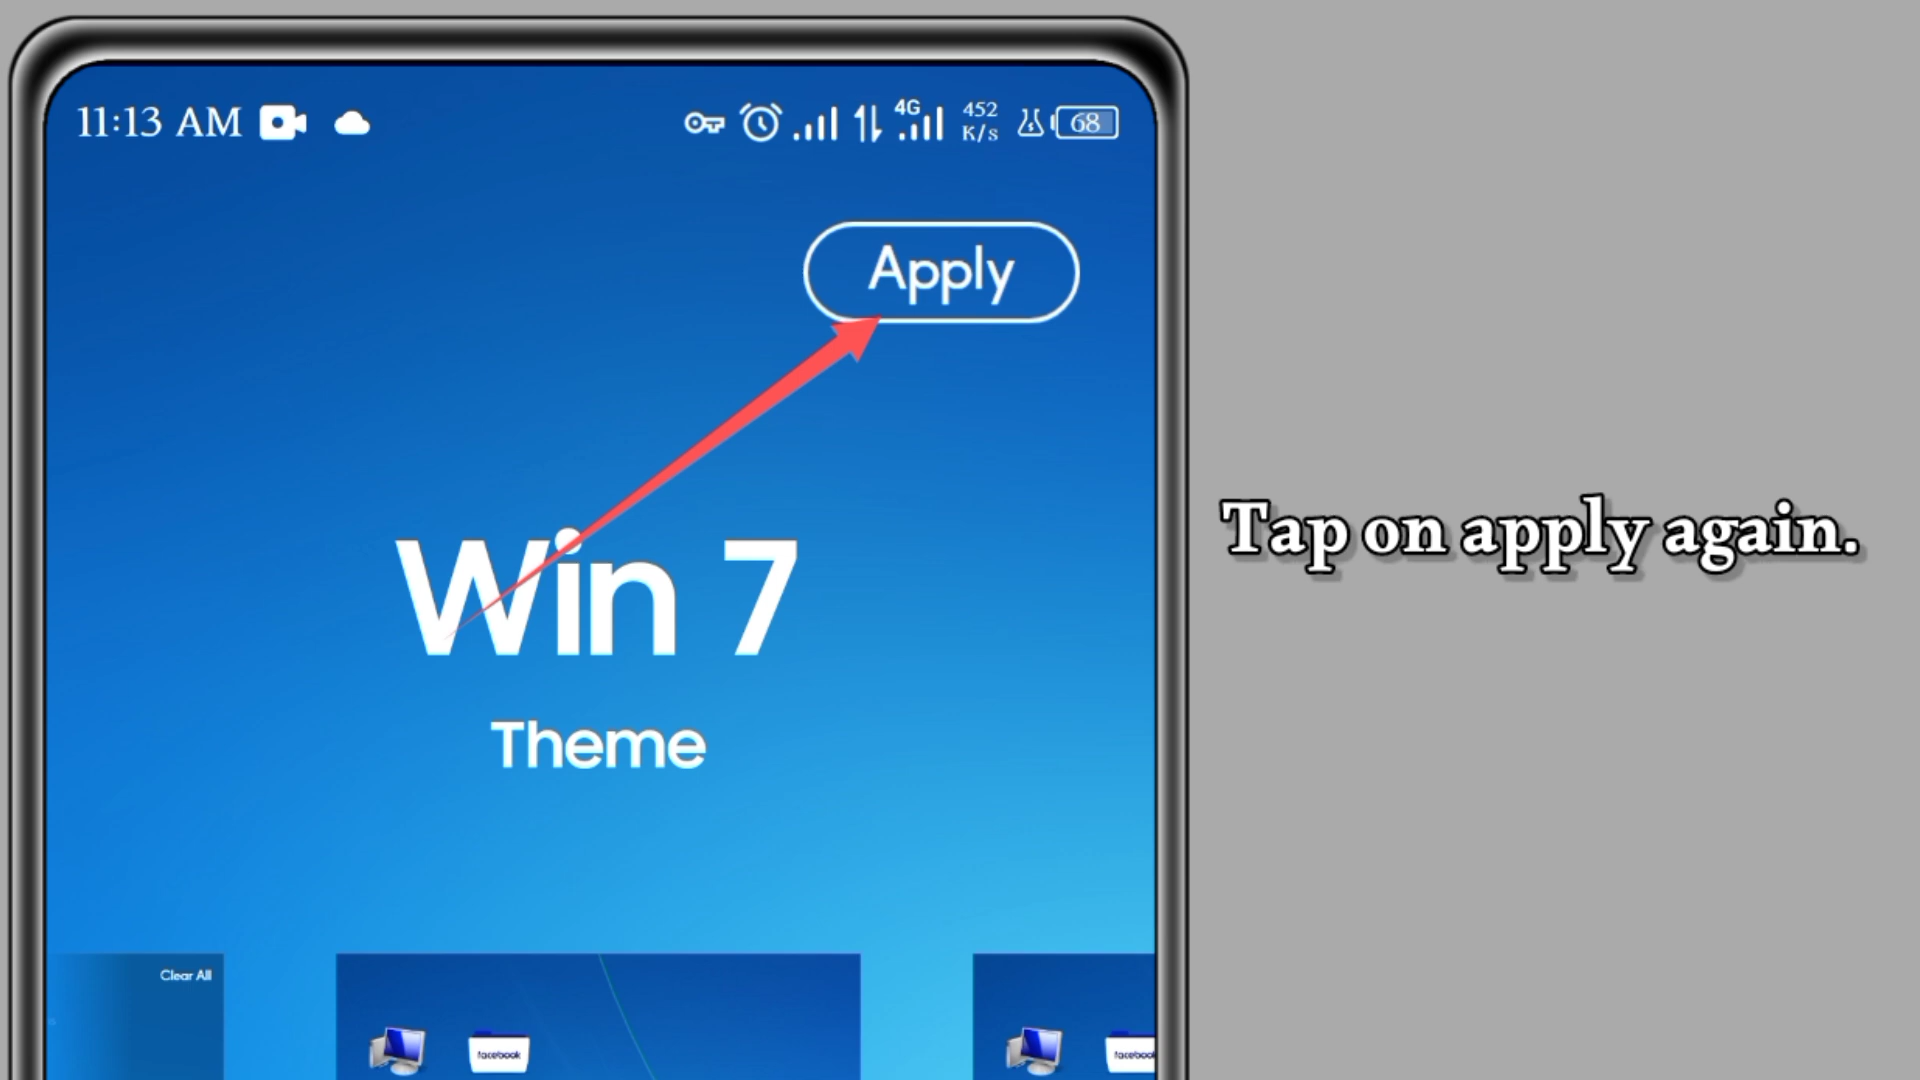 11:13 AM 4G 452 K/s 68
Apply
Win 7
Theme
Tap on apply again.
Clear All
facebook
facebook